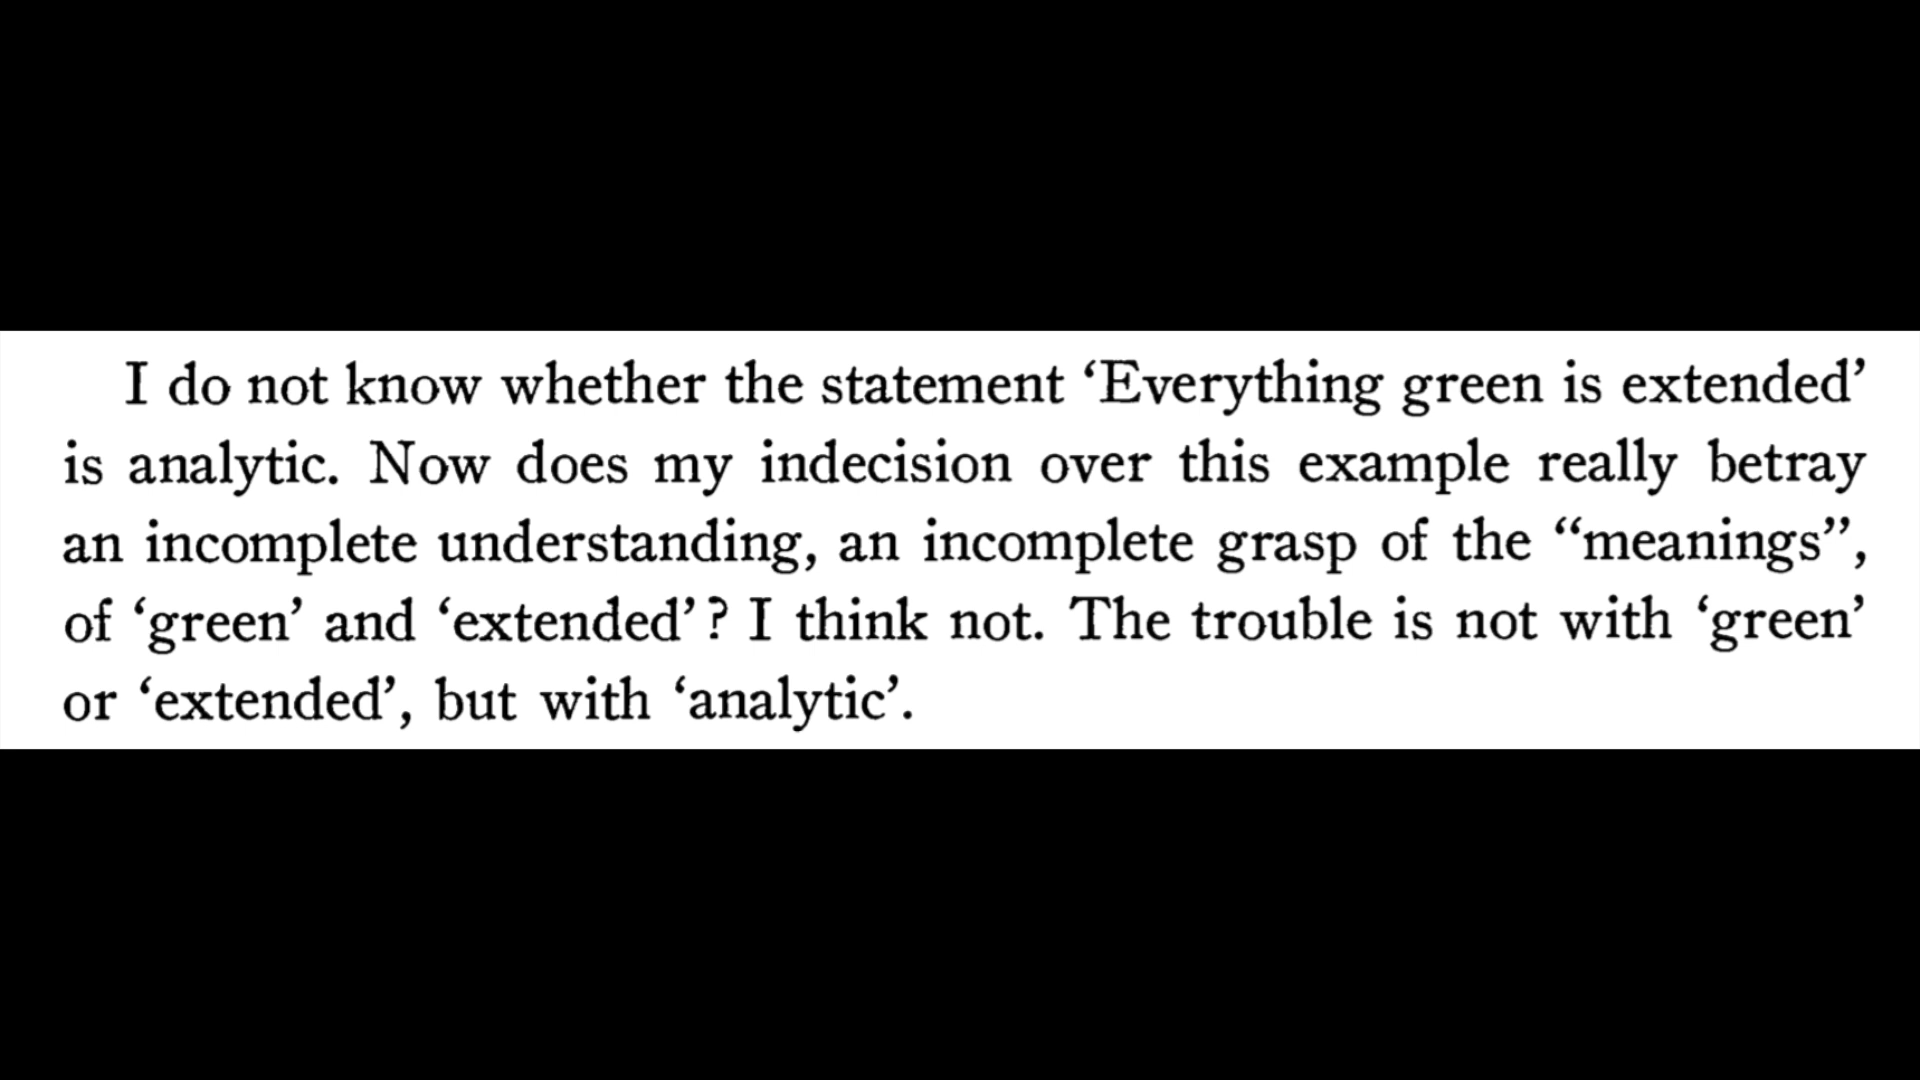 I do not know whether the statement ‘Everything green is extended’
is analytic. Now does my indecision over this example really betray
an incomplete understanding, an incomplete grasp of the “meanings”,
of ‘green’ and ‘extended’? I think not. The trouble is not with ‘green’
or ‘extended’, but with ‘analytic’.